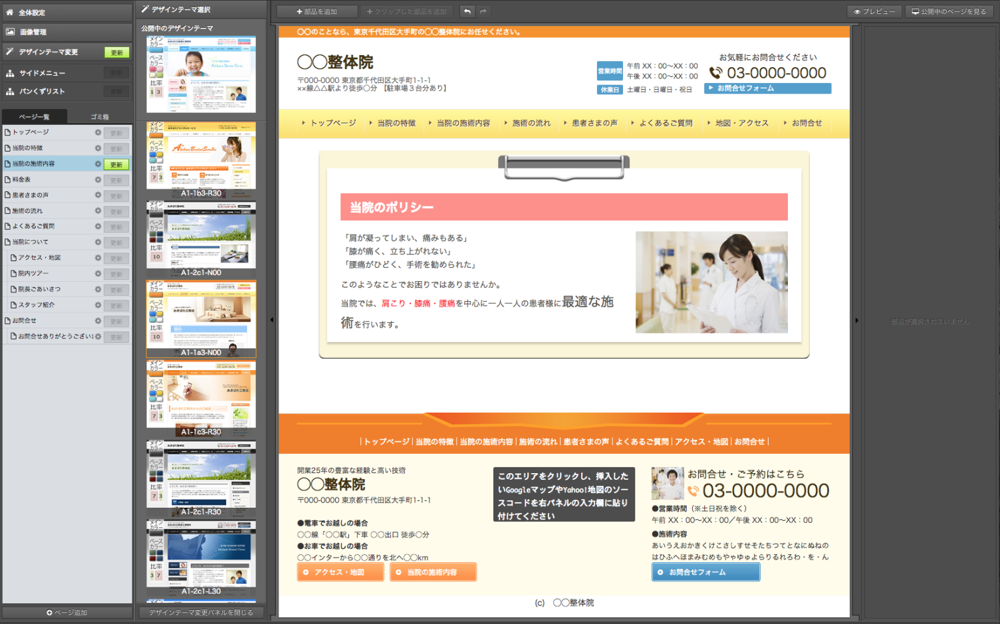 全体設定
画像管理
デザインテーマ変更
更新
サイドメニュー
パンくずリスト
ページ一覧
ゴミ箱
トップページ
更新
当院の特徴
更新
当院の施術内容
更新
料金表
更新
患者さまの声
更新
施術の流れ
更新
よくあるご質問
更新
当院について
更新
アクセス・地図
更新
院内ツアー
更新
院長ごあいさつ
更新
スタッフ紹介
更新
お問合せ
更新
お問合せありがとうござい
更新
ページ追加
デザインテーマ選択
公開中のデザインテーマ
メイン
カラー
ベース
カラー
比率
1 3
メイン
カラー
ベース
カラー
比率
7 3
A1-1b3-R30
メイン
カラー
ベース
カラー
比率
10
A1-2c1-N00
メイン
カラー
ベース
カラー
比率
10
A1-1a3-N00
メイン
カラー
ベース
カラー
比率
7 3
A1-1c3-R30
メイン
カラー
ベース
カラー
比率
7 3
A1-2c1-R30
メイン
カラー
ベース
カラー
比率
3 7
A1-2c1-L30
デザインテーマ変更パネルを閉じる
部品を追加
クリップした部品を追加
プレビュー
公開中のページを見る
〇〇のことなら、東京千代田区大手町の〇〇整体院にお任せください。
〇〇整体院
〒000-0000 東京都千代田区大手町1-1-1
××線△△駅より徒歩〇分 【駐車場３台分あり】
営業時間
午前 XX：00〜XX：00
午後 XX：00〜XX：00
休業日
土曜日・日曜日・祝日
お気軽にお問合せください
03-0000-0000
お問合せフォーム
トップページ
当院の特徴
当院の施術内容
施術の流れ
患者さまの声
よくあるご質問
地図・アクセス
お問合せ
当院のポリシー
「肩が凝ってしまい、痛みもある」
「膝が痛く、立ち上がれない」
「腰痛がひどく、手術を勧められた」
このようなことでお困りではありませんか。
当院では、肩こり・膝痛・腰痛を中心に一人一人の患者様に最適な施
術を行います。
部品が選択されていません
|トップページ|当院の特徴|当院の施術内容|施術の流れ|患者さまの声|よくあるご質問|アクセス・地図|お問合せ|
開業25年の豊富な経験と高い技術
〇〇整体院
〒000-0000 東京都千代田区大手町1-1-1
●電車でお越しの場合
〇〇線「〇〇駅」下車 〇〇出口 徒歩〇分
●お車でお越しの場合
〇〇インターから〇〇通りを北へ〇〇km
アクセス・地図
当院の施術内容
このエリアをクリックし、挿入した
いGoogleマップやYahoo!地図のソー
スコードを右パネルの入力欄に貼り
付けてください
お問合せ・ご予約はこちら
03-0000-0000
●営業時間（※土日祝を除く）
午前 XX：00〜XX：00／午後 XX：00〜XX：00
●施術内容
あいうえおかきくけこさしすせそたちつてとなにぬねの
はひふへほまみむめもやゃゆゅよらりるれろわ・を・ん
お問合せフォーム
(c)　〇〇整体院